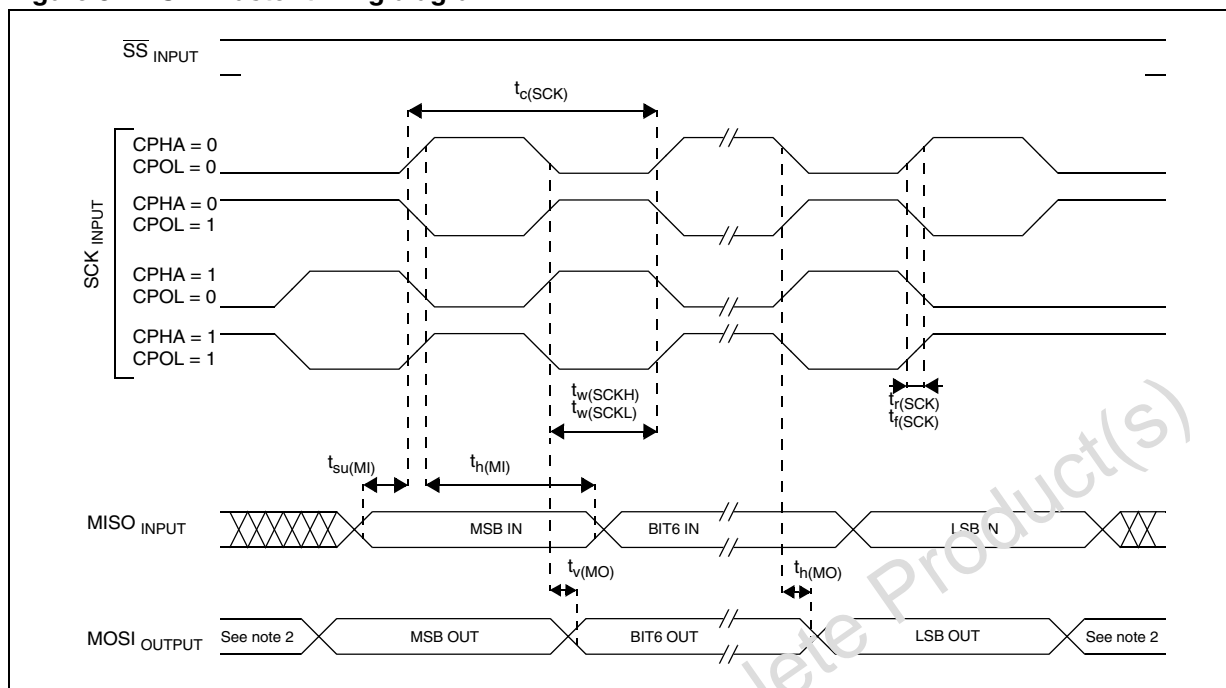 SS INPUT
tc(SCK)
SCK INPUT
CPHA = 0
CPOL = 0
CPHA = 0
CPOL = 1
CPHA = 1
CPOL = 0
CPHA = 1
CPOL = 1
tw(SCKH)
tw(SCKL)
tr(SCK)
tf(SCK)
tsu(MI)
th(MI)
MISO INPUT
MSB IN
BIT6 IN
tv(MO)
th(MO)
MOSI OUTPUT
See note 2
MSB OUT
BIT6 OUT
LSB OUT
See note 2
Product(s)